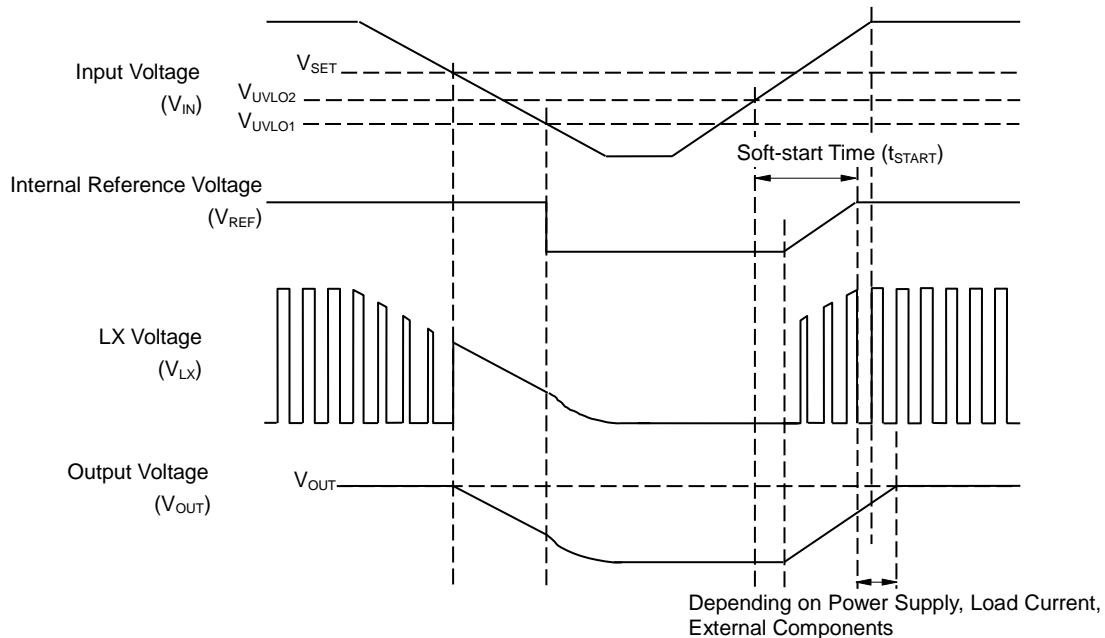 Input Voltage
(VIN)
VSET
VUVLO2
VUVLO1
Soft-start Time (tSTART)
Internal Reference Voltage
(VREF)
LX Voltage
(VLX)
Output Voltage
(VOUT)
VOUT
Depending on Power Supply, Load Current,
External Components